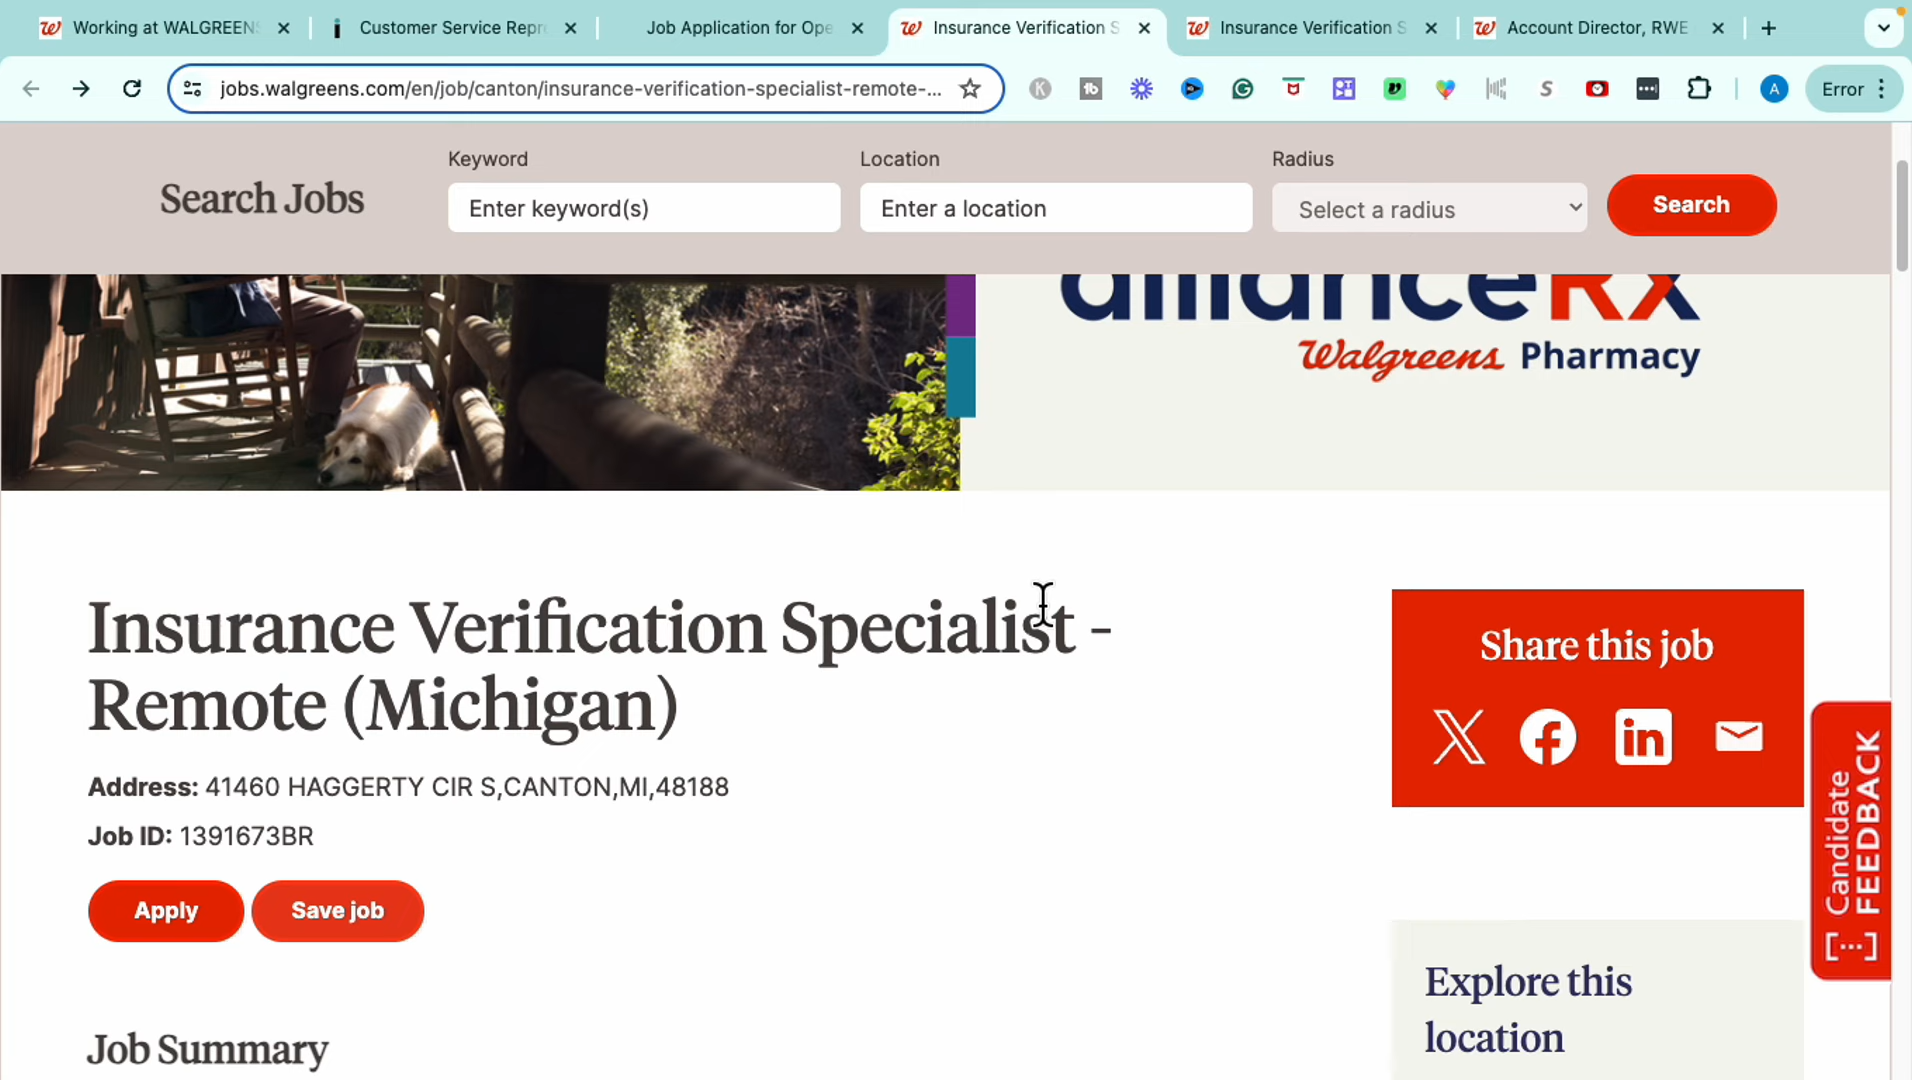 Working at WALGREENS
Customer Service Repre
Job Application for Ope
Insurance Verification S
Insurance Verification S
Account Director, RWE
jobs.walgreens.com/en/job/canton/insurance-verification-specialist-remote-...
Error
Search Jobs
Keyword
Enter keyword(s)
Location
Enter a location
Radius
Select a radius
Search
allianceRx
Walgreens Pharmacy
Insurance Verification Specialist -
Remote (Michigan)
Address: 41460 HAGGERTY CIR S,CANTON,MI,48188
Job ID: 1391673BR
Apply
Save job
Share this job
Candidate
FEEDBACK
Explore this
location
Job Summary